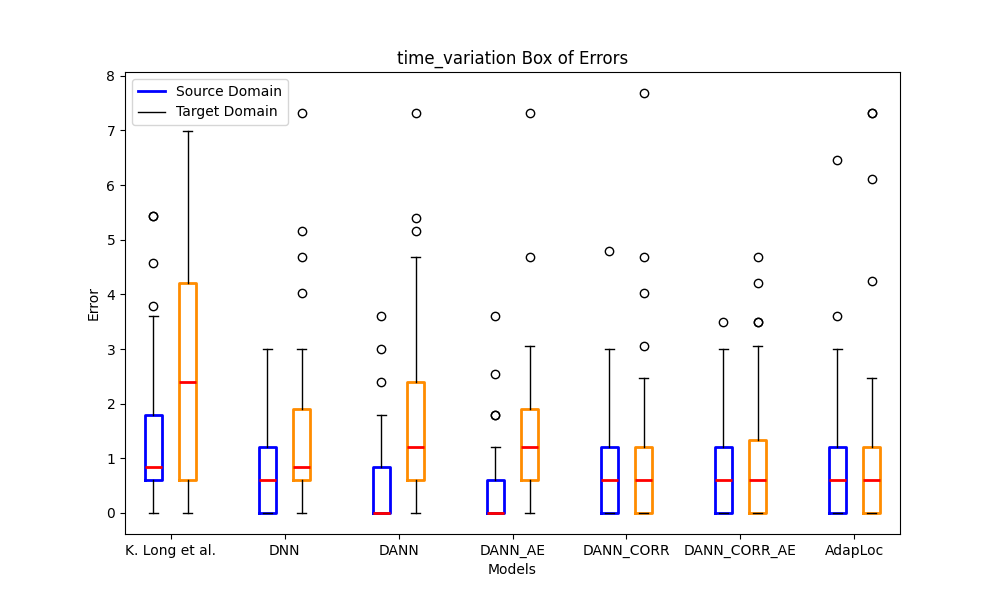 time_variation Box of Errors
Source Domain
Target Domain
Error
8
7
6
5
4
3
2
1
0
K. Long et al.
DNN
DANN
DANN_AE
DANN_CORR
DANN_CORR_AE
AdapLoc
Models